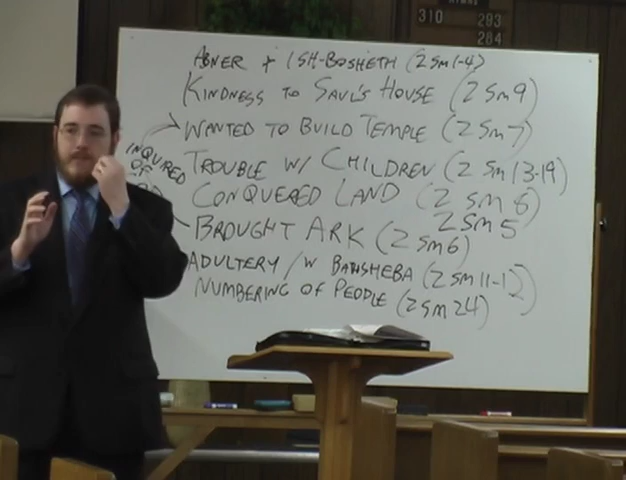 310 293
284
ABNER + ISH-BOSHETH (2 Sm 1-4)
KINDNESS TO SAUL'S HOUSE (2 Sm 9)
WANTED TO BUILD TEMPLE (2 Sm 7)
INQUIRED
OF
TROUBLE W/ CHILDREN (2 Sm 13-19)
CONQUERED LAND (2 Sm 8)
2 Sm 5
BROUGHT ARK (2 Sm 6)
ADULTERY /W BATHSHEBA (2 Sm 11-12)
NUMBERING OF PEOPLE (2 Sm 24)